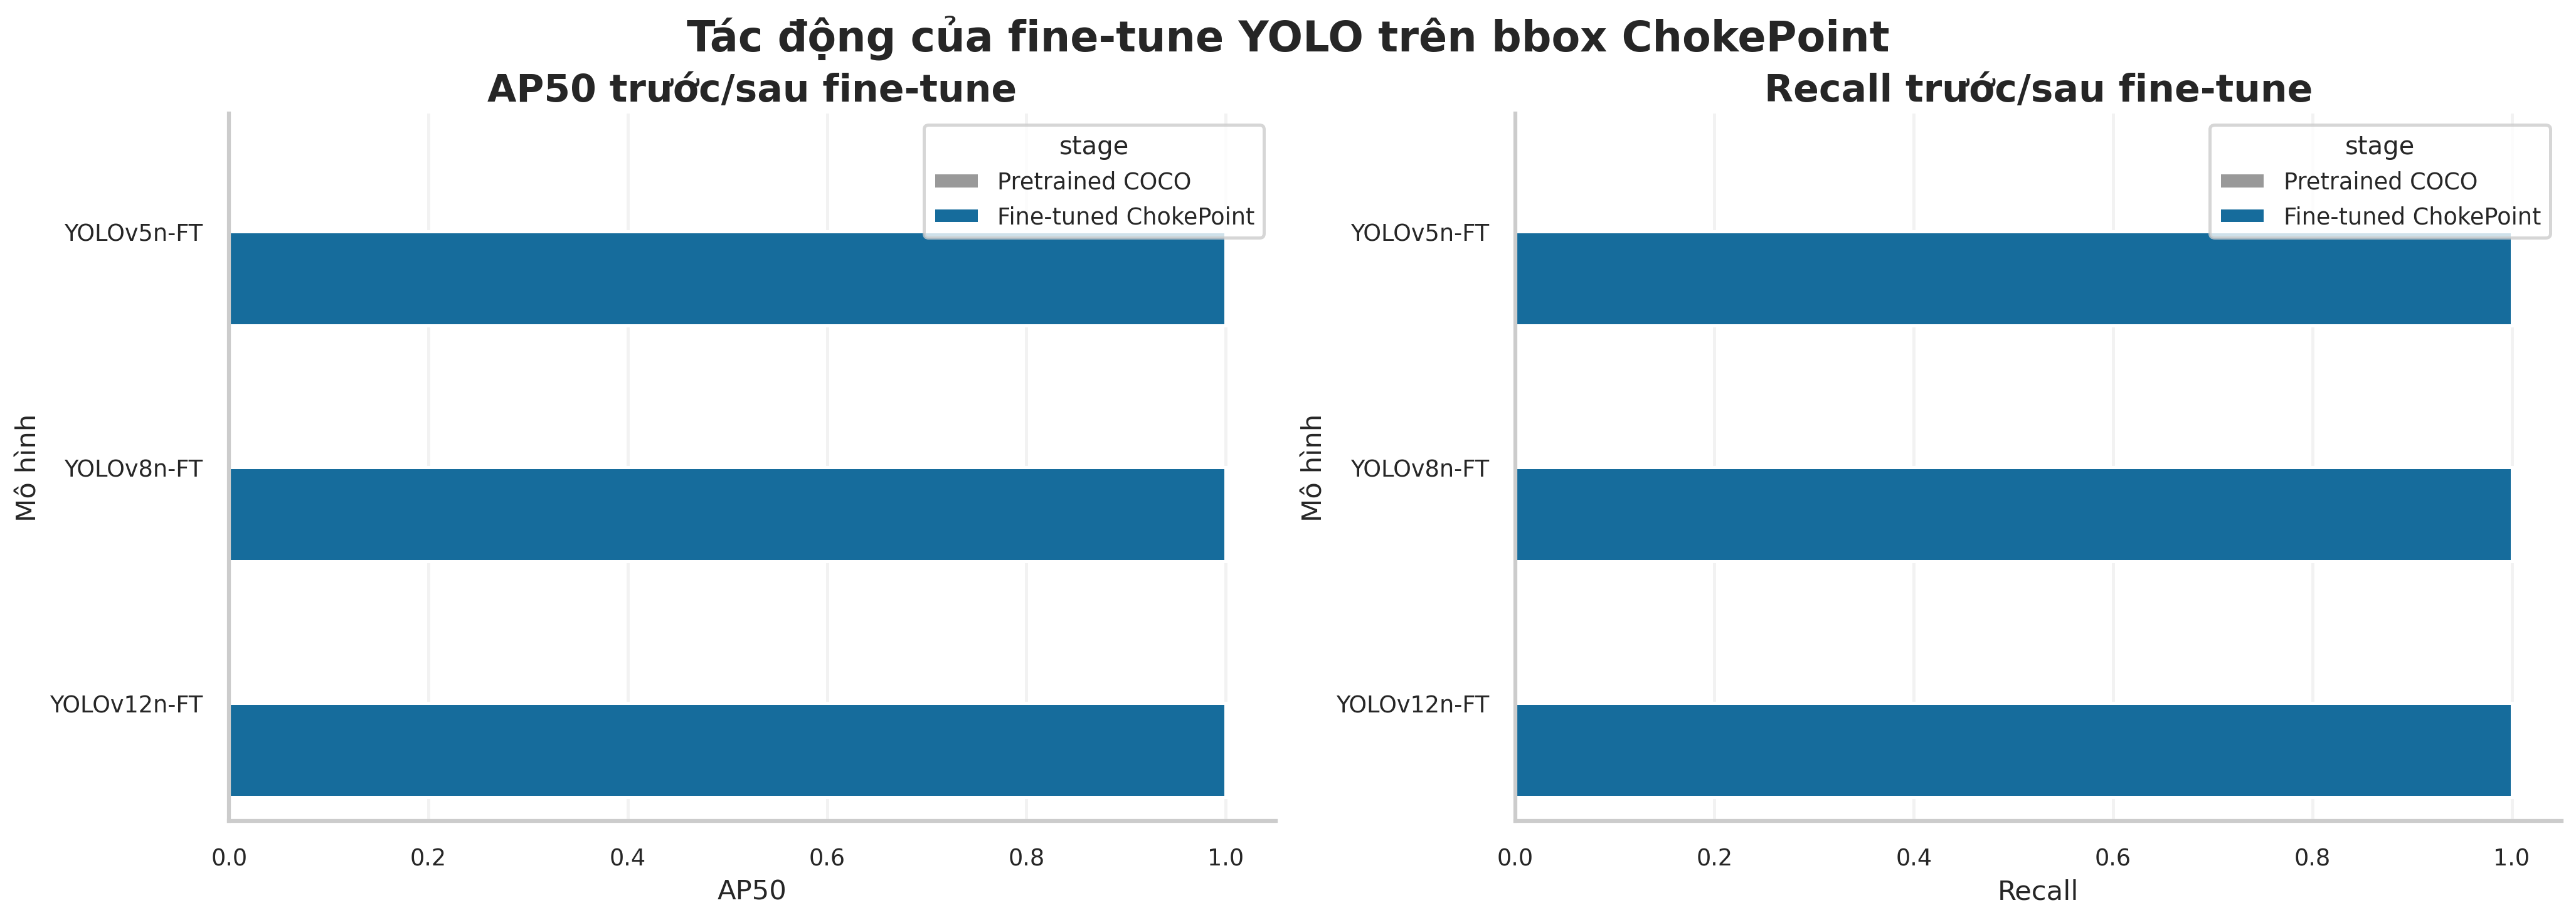 Tác động của fine-tune YOLO trên bbox ChokePoint
AP50 trước/sau fine-tune
stage
Pretrained COCO
Fine-tuned ChokePoint
Mô hình
YOLOv5n-FT
YOLOv8n-FT
YOLOv12n-FT
0.0 0.2 0.4 0.6 0.8 1.0
AP50
Recall trước/sau fine-tune
stage
Pretrained COCO
Fine-tuned ChokePoint
Mô hình
YOLOv5n-FT
YOLOv8n-FT
YOLOv12n-FT
0.0 0.2 0.4 0.6 0.8 1.0
Recall